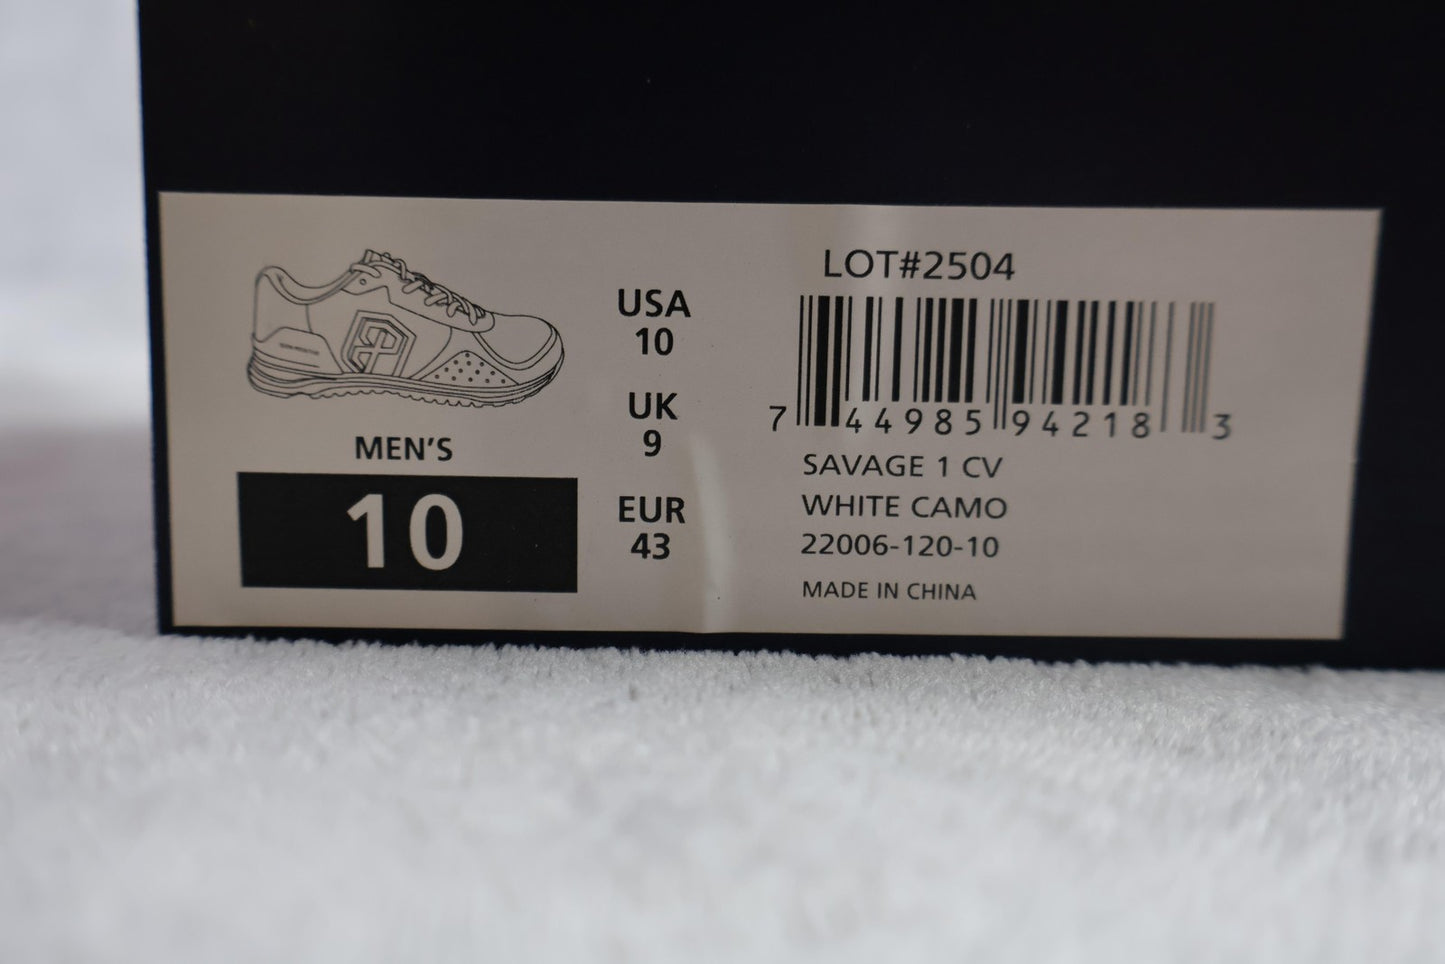 MEN'S
10
USA
10
UK
9
EUR
43
LOT#2504
7 44985 94218 3
SAVAGE 1 CV
WHITE CAMO
22006-120-10
MADE IN CHINA